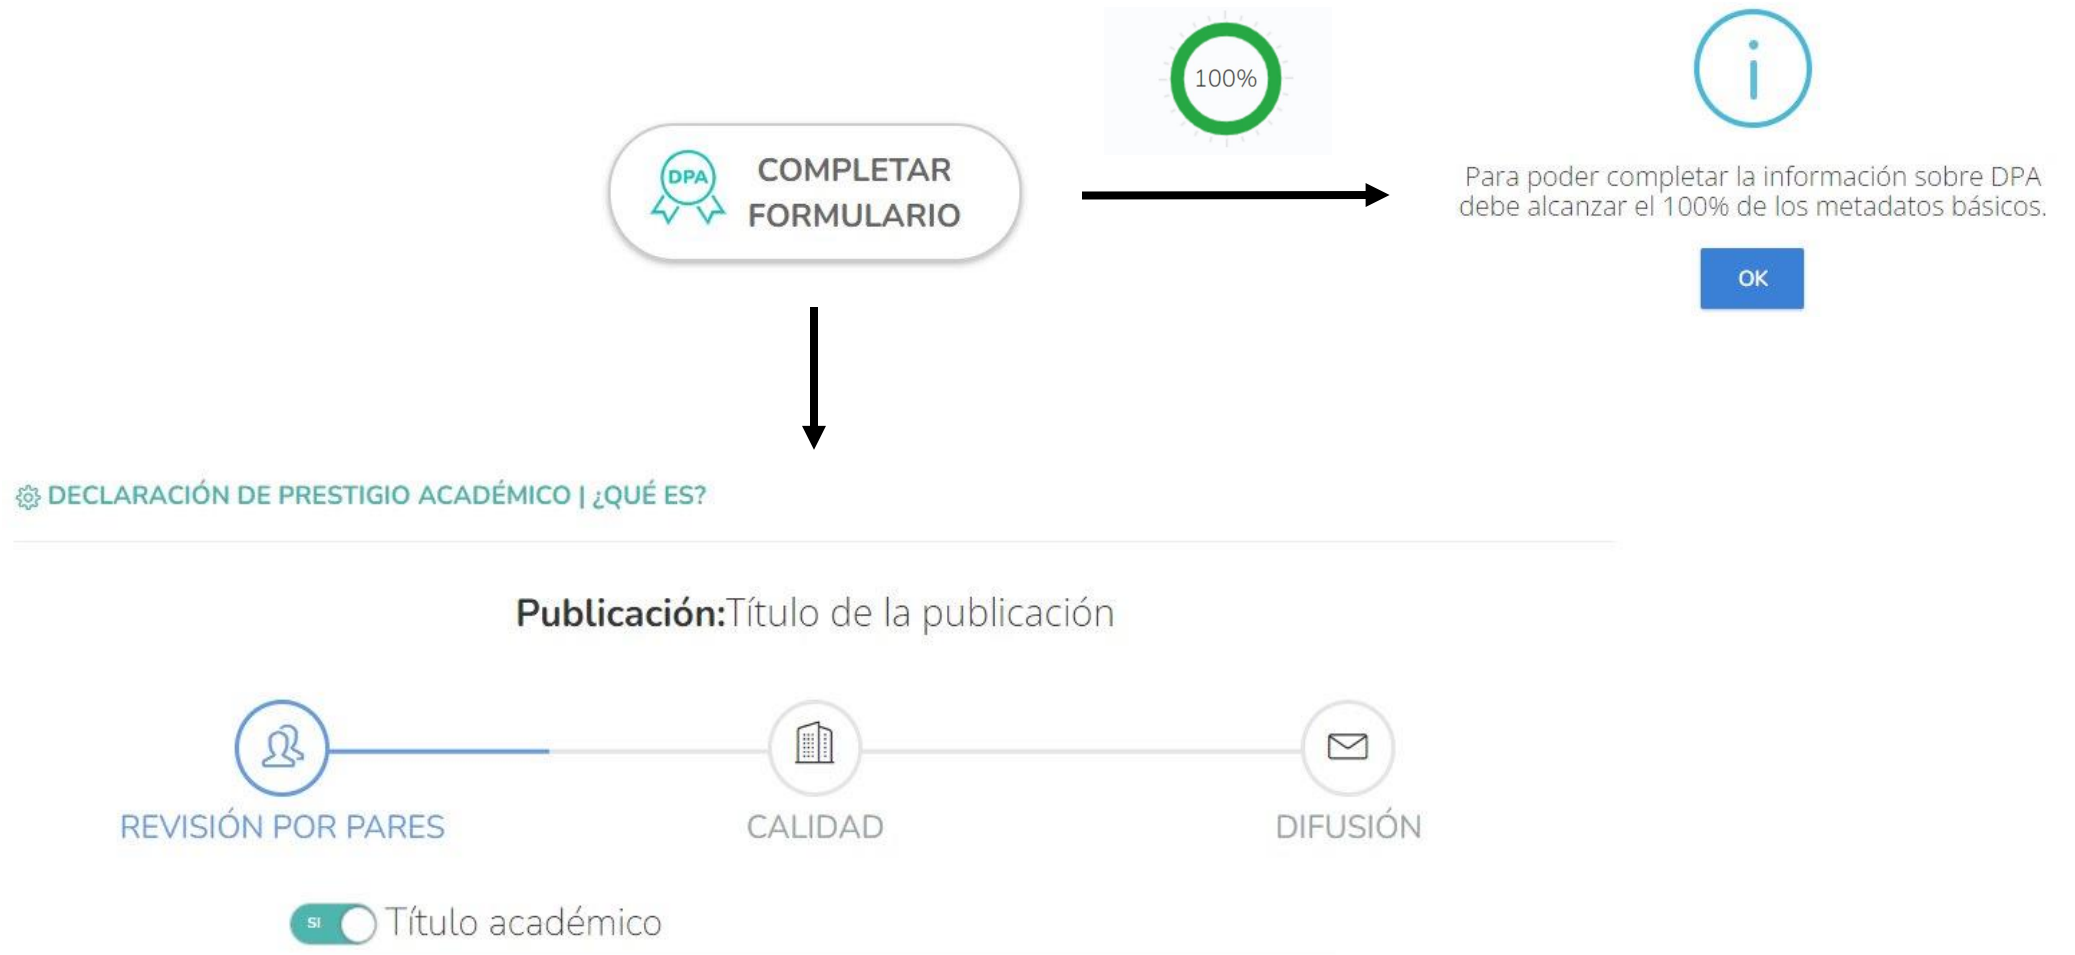 100%
i
Para poder completar la información sobre DPA
debe alcanzar el 100% de los metadatos básicos.
OK
DPA
COMPLETAR
FORMULARIO
DECLARACIÓN DE PRESTIGIO ACADÉMICO | ¿QUÉ ES?
Publicación:Título de la publicación
REVISIÓN POR PARES
CALIDAD
DIFUSIÓN
SI
Título académico